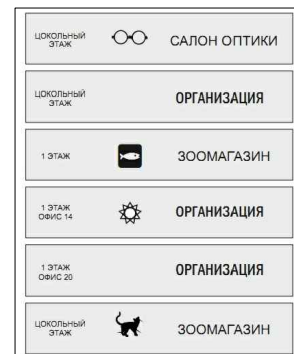 ЦОКОЛЬНЫЙ
ЭТАЖ
САЛОН ОПТИКИ
ЦОКОЛЬНЫЙ
ЭТАЖ
ОРГАНИЗАЦИЯ
1 ЭТАЖ
ЗООМАГАЗИН
1 ЭТАЖ
ОФИС 14
ОРГАНИЗАЦИЯ
1 ЭТАЖ
ОФИС 20
ОРГАНИЗАЦИЯ
ЦОКОЛЬНЫЙ
ЭТАЖ
ЗООМАГАЗИН